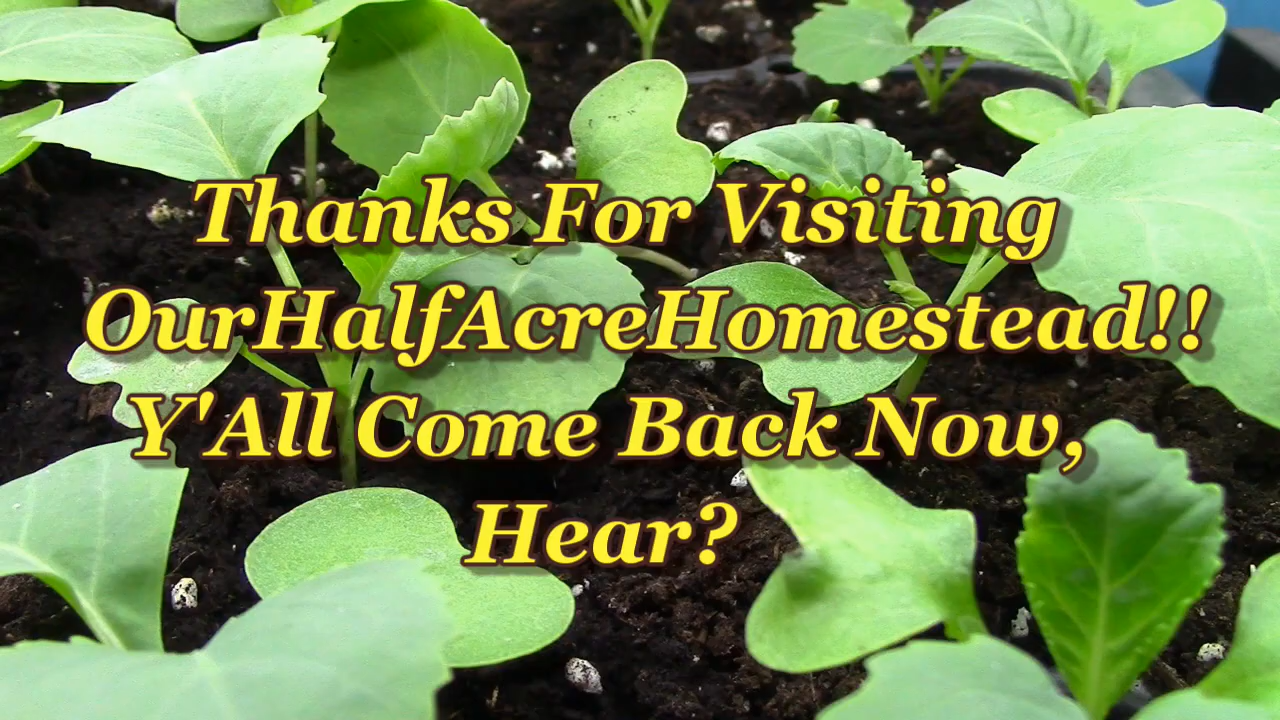 Thanks For Visiting
OurHalfAcreHomestead!!
Y'All Come Back Now,
Hear?